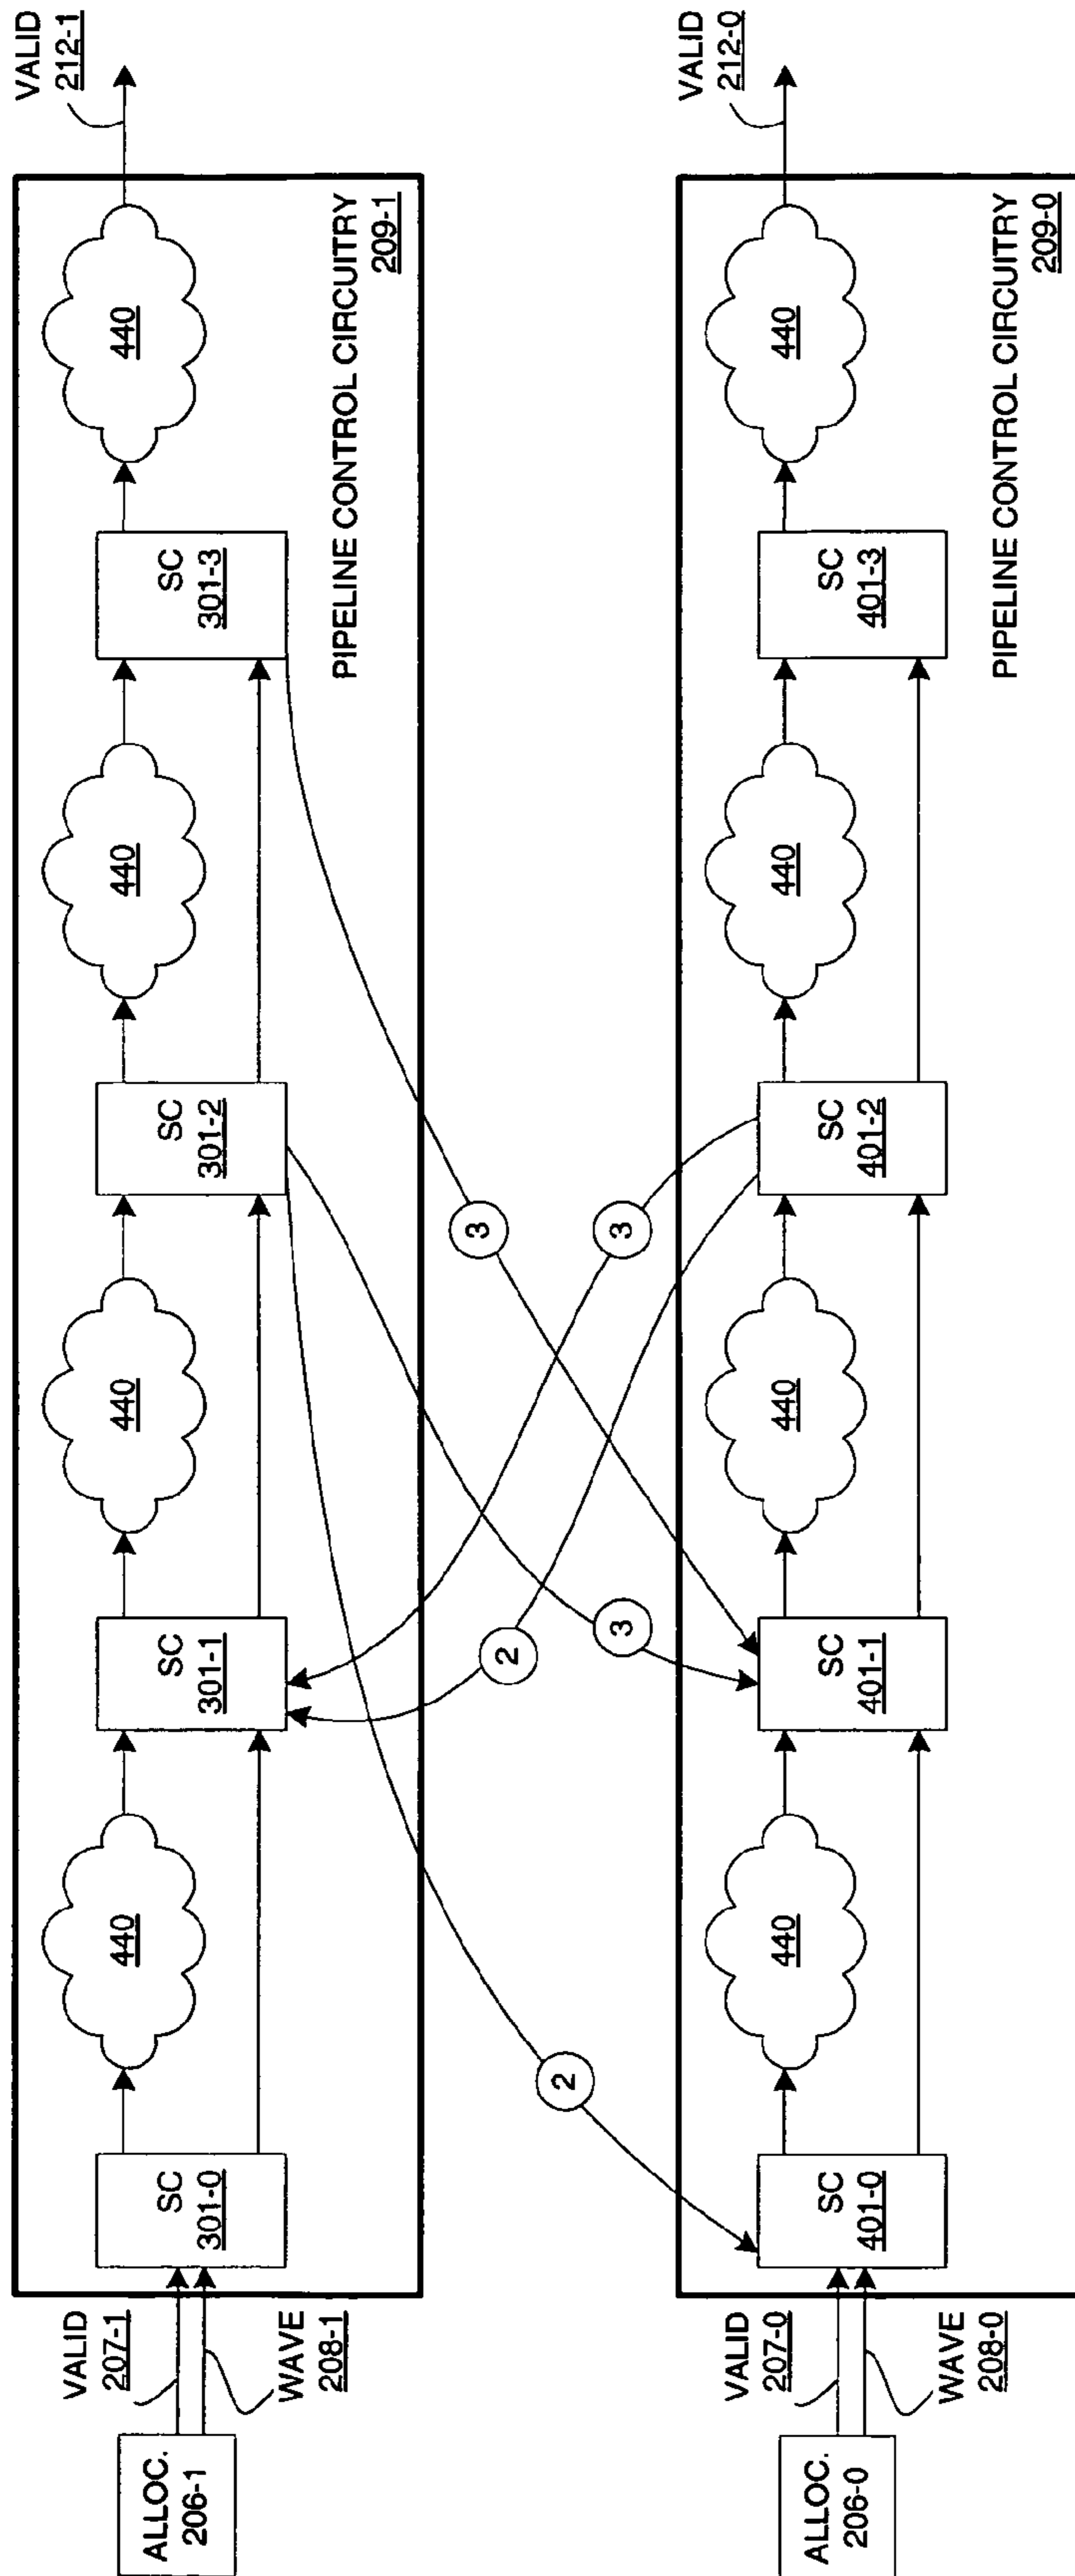 ALLOC.
206-1
VALID
207-1
WAVE
208-1
SC
301-0
440
SC
301-1
440
SC
301-2
440
SC
301-3
440
VALID
212-1
PIPELINE CONTROL CIRCUITRY
209-1
2
3
2
3
3
ALLOC.
206-0
VALID
207-0
WAVE
208-0
SC
401-0
440
SC
401-1
440
SC
401-2
440
SC
401-3
440
VALID
212-0
PIPELINE CONTROL CIRCUITRY
209-0